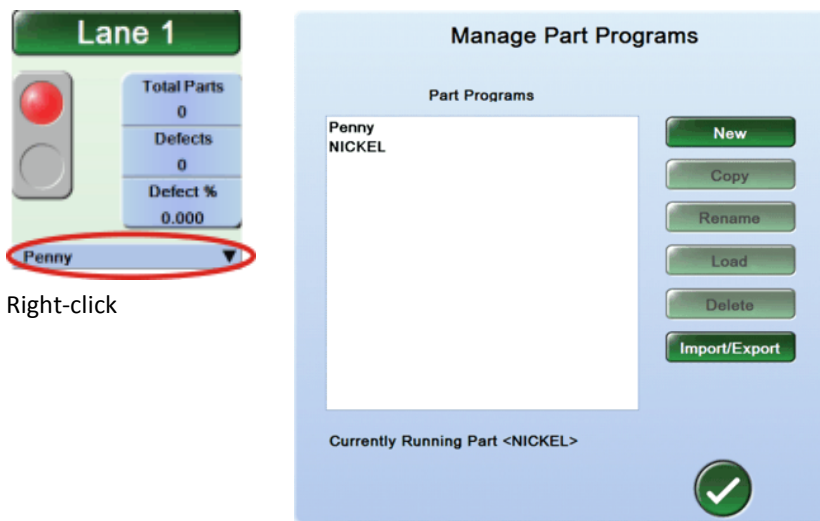 Lane 1
Total Parts
0
Defects
0
Defect %
0.000
Penny
Right-click
Manage Part Programs
Part Programs
Penny
NICKEL
New
Copy
Rename
Load
Delete
Import/Export
Currently Running Part <NICKEL>